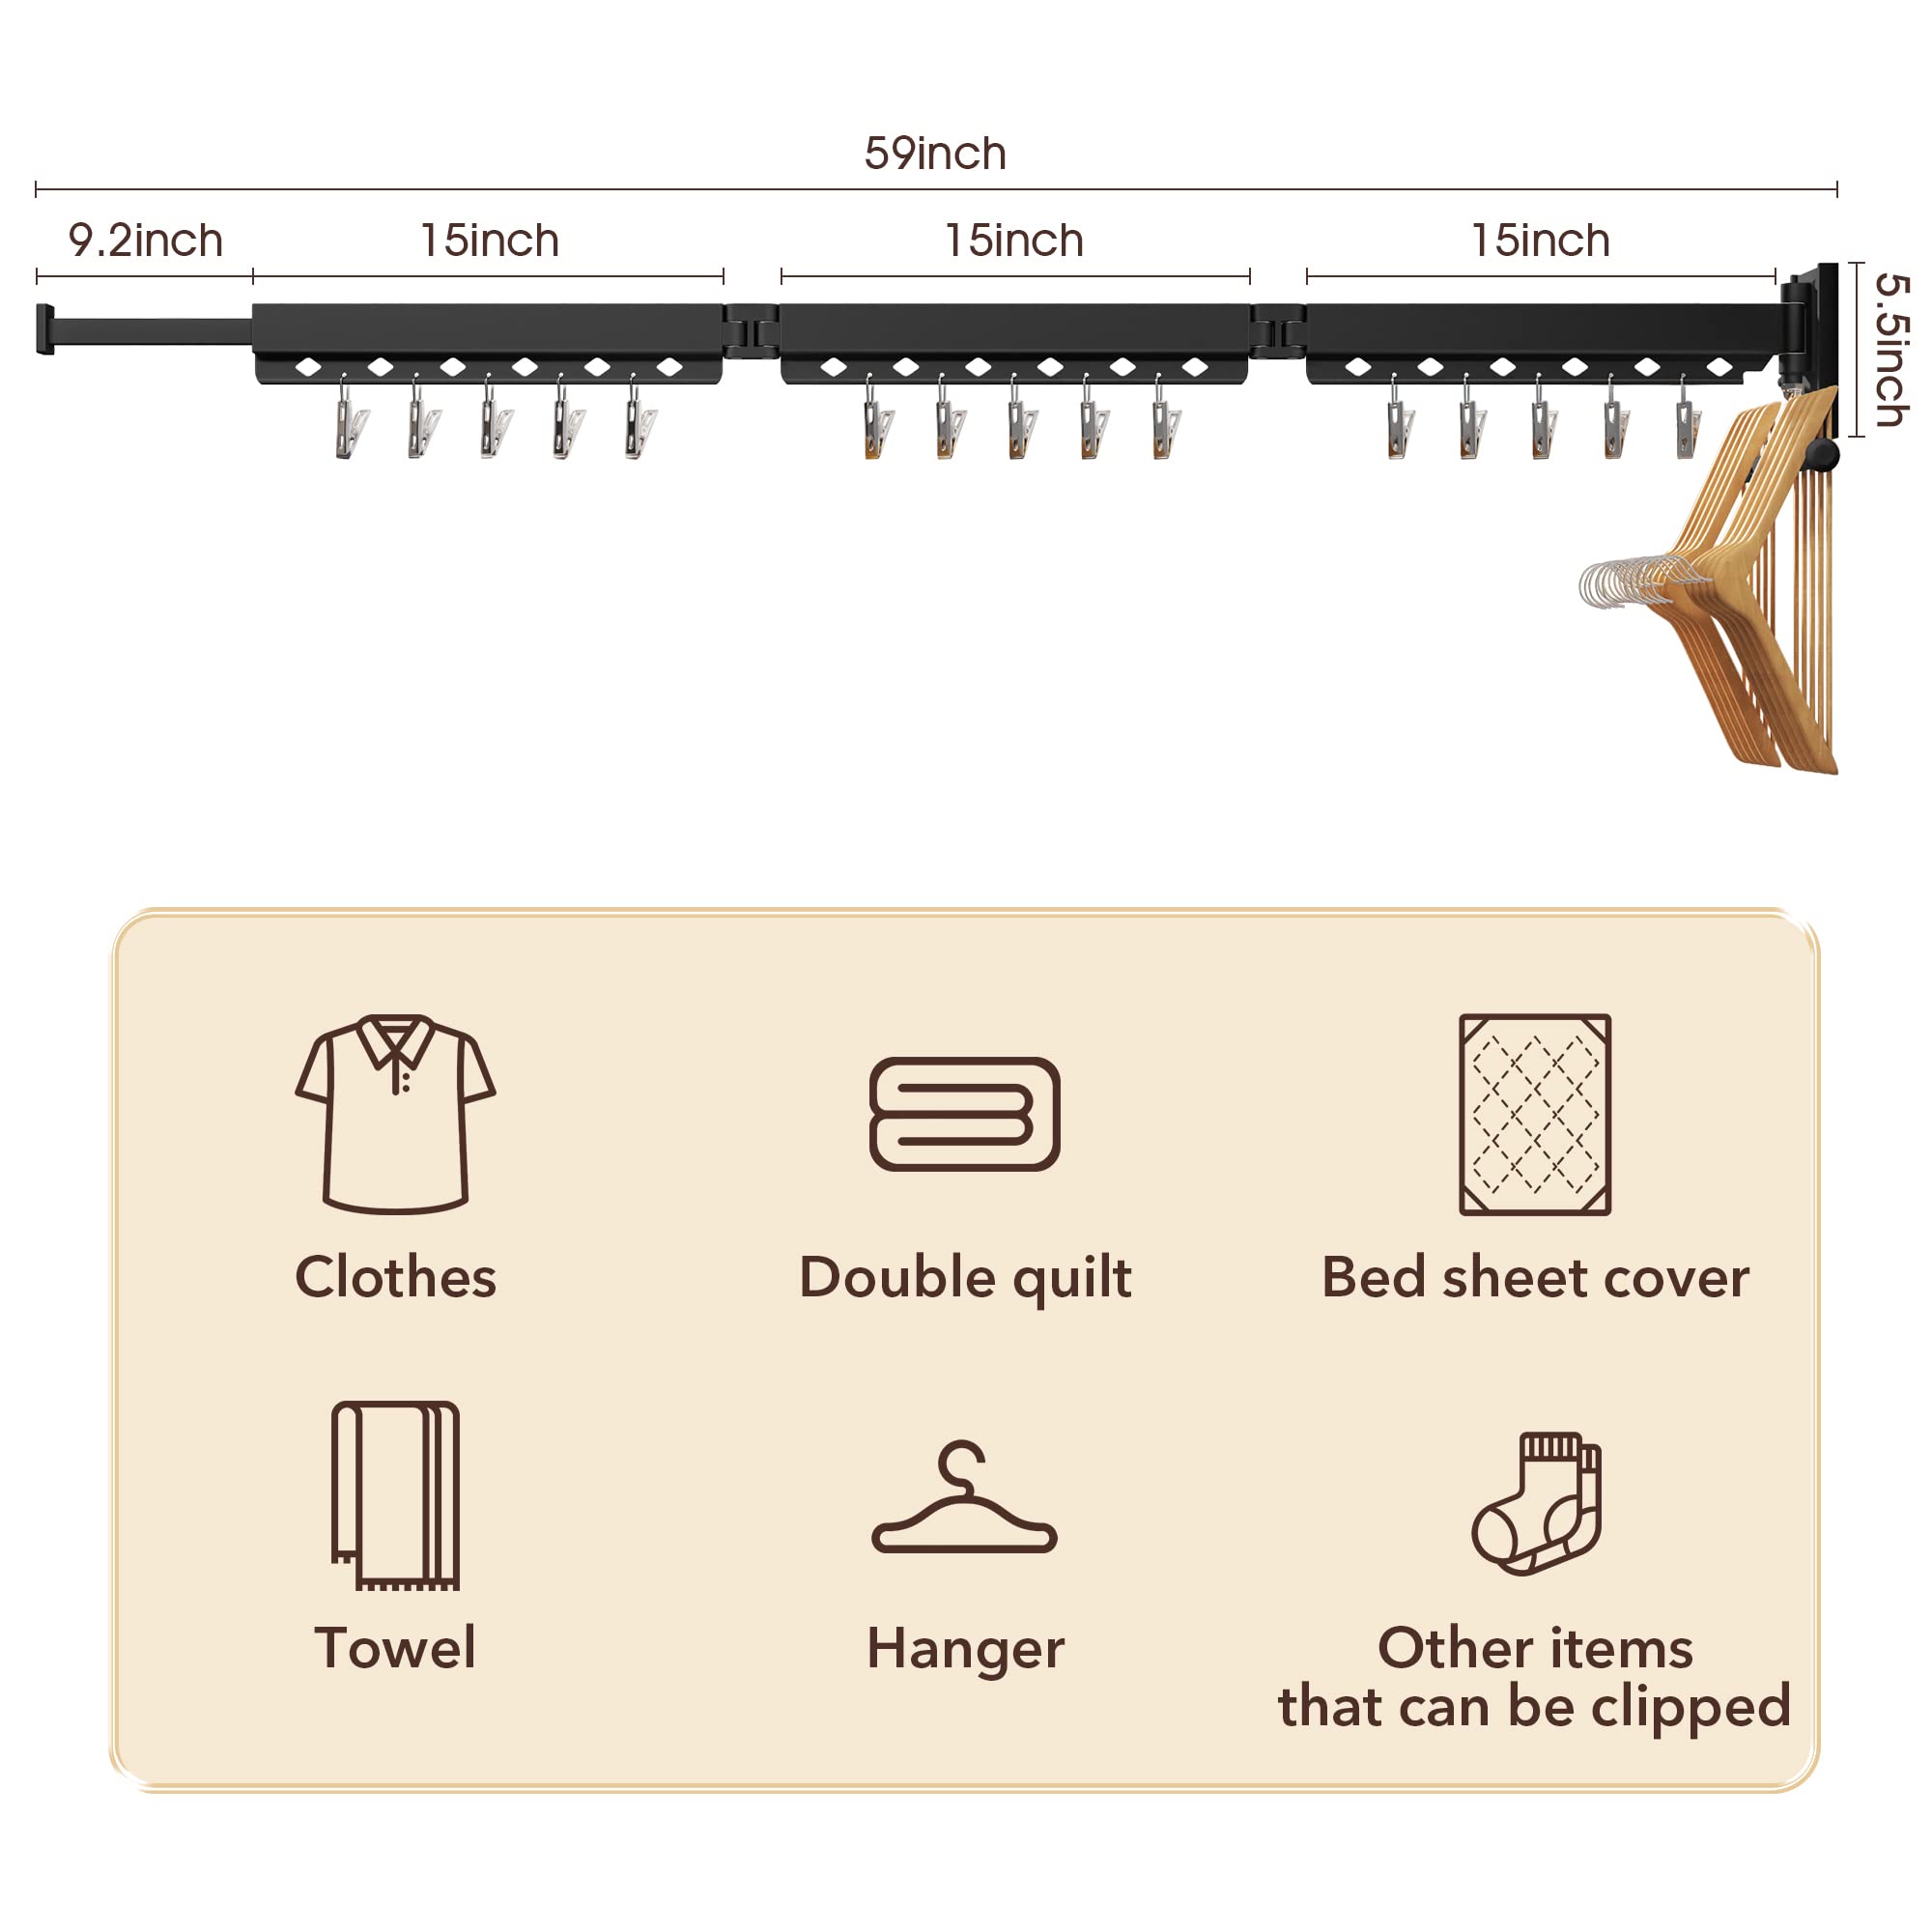 59inch
9.2inch
15inch
15inch
15inch
5.5inch
Clothes
Double quilt
Bed sheet cover
Towel
Hanger
Other items
that can be clipped